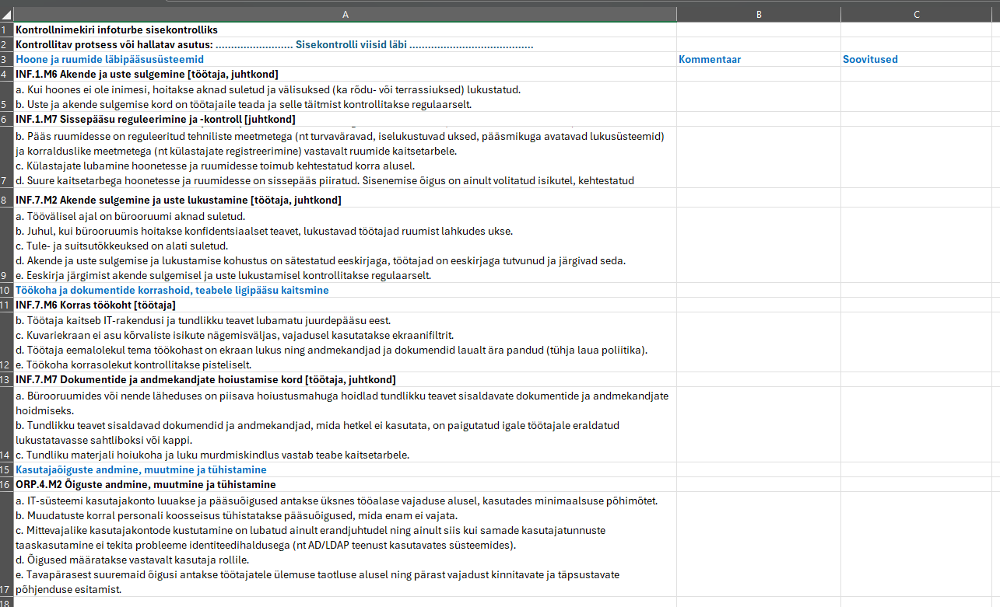 A B C
1 Kontrollnimekiri infoturbe sisekontrolliks
2 Kontrollitav protsess või hallatav asutus: ......................... Sisekontrolli viisid läbi ........................................
3 Hoone ja ruumide läbipääsusüsteemid Kommentaar Soovitused
4 INF.1.M6 Akende ja uste sulgemine [töötaja, juhtkond]
a. Kui hoones ei ole inimesi, hoitakse aknad suletud ja välisuksed (ka rõdu- või terrassiuksed) lukustatud.
5 b. Uste ja akende sulgemise kord on töötajaile teada ja selle täitmist kontrollitakse regulaarselt.
6 INF.1.M7 Sissepääsu reguleerimine ja -kontroll [juhtkond]
b. Pääs ruumidesse on reguleeritud tehniliste meetmetega (nt turvaväravad, iselukustuvad uksed, pääsmikuga avatavad lukusüsteemid)
ja korralduslike meetmetega (nt külastajate registreerimine) vastavalt ruumide kaitsetarbele.
c. Külastajate lubamine hoonetesse ja ruumidesse toimub kehtestatud korra alusel.
7 d. Suure kaitsetarbega hoonetesse ja ruumidesse on sissepääs piiratud. Sisenemise õigus on ainult volitatud isikutel, kehtestatud
8 INF.7.M2 Akende sulgemine ja uste lukustamine [töötaja, juhtkond]
a. Töövälisel ajal on bürooruumi aknad suletud.
b. Juhul, kui bürooruumis hoitakse konfidentsiaalset teavet, lukustavad töötajad ruumist lahkudes ukse.
c. Tule- ja suitsutõkkeuksed on alati suletud.
d. Akende ja uste sulgemise ja lukustamise kohustus on sätestatud eeskirjaga, töötajad on eeskirjaga tutvunud ja järgivad seda.
9 e. Eeskirja järgimist akende sulgemisel ja uste lukustamisel kontrollitakse regulaarselt.
10 Töökoha ja dokumentide korrashoid, teabele ligipääsu kaitsmine
11 INF.7.M6 Korras töökoht [töötaja]
b. Töötaja kaitseb IT-rakendusi ja tundlikku teavet lubamatu juurdepääsu eest.
c. Kuvariekraan ei asu kõrvaliste isikute nägemisväljas, vajadusel kasutatakse ekraanifiltrit.
d. Töötaja eemalolekul tema töökohast on ekraan lukus ning andmekandjad ja dokumendid laualt ära pandud (tühja laua poliitika).
12 e. Töökoha korrasolekut kontrollitakse pisteliselt.
13 INF.7.M7 Dokumentide ja andmekandjate hoiustamise kord [töötaja, juhtkond]
a. Bürooruumides või nende läheduses on piisava hoiustusmahuga hoidlad tundlikku teavet sisaldavate dokumentide ja andmekandjate
hoidmiseks.
b. Tundlikku teavet sisaldavad dokumendid ja andmekandjad, mida hetkel ei kasutata, on paigutatud igale töötajale eraldatud
lukustatavasse sahtliboksi või kappi.
14 c. Tundliku materjali hoiukoha ja luku murdmiskindlus vastab teabe kaitsetarbele.
15 Kasutajaõiguste andmine, muutmine ja tühistamine
16 ORP.4.M2 Õiguste andmine, muutmine ja tühistamine
a. IT-süsteemi kasutajakonto luuakse ja pääsuõigused antakse üksnes tööalase vajaduse alusel, kasutades minimaalsuse põhimõtet.
b. Muudatuste korral personali koosseisus tühistatakse pääsuõigused, mida enam ei vajata.
c. Mittevajalike kasutajakontode kustutamine on lubatud ainult erandjuhtudel ning ainult siis kui samade kasutajatunnuste
taaskasutamine ei tekita probleeme identiteedihaldusega (nt AD/LDAP teenust kasutavates süsteemides).
d. Õigused määratakse vastavalt kasutaja rollile.
e. Tavapärasest suuremaid õigusi antakse töötajatele ülemuse taotluse alusel ning pärast vajadust kinnitavate ja täpsustavate
17 põhjenduse esitamist.
18